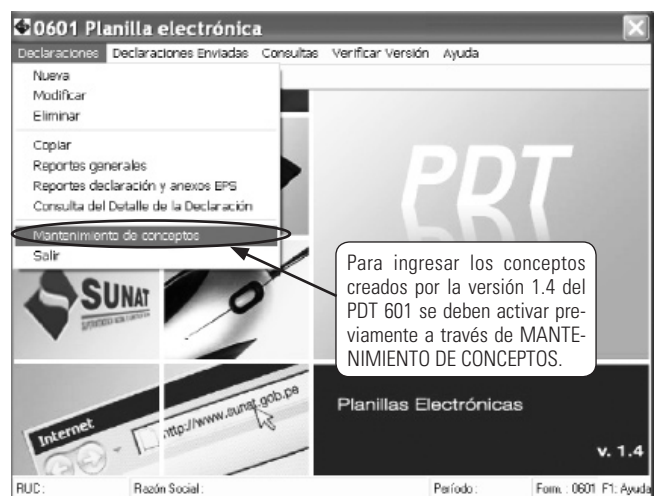 0601 Planilla electrónica
Declaraciones Declaraciones Enviadas Consultas Verificar Versión Ayuda
Nueva
Modificar
Eliminar
Copiar
Reportes generales
Reportes declaración y anexos EPS
Consulta del Detalle de la Declaración
Mantenimiento de conceptos
Salir
PDT
Para ingresar los conceptos
creados por la versión 1.4 del
PDT 601 se deben activar pre-
viamente a través de MANTE-
NIMIENTO DE CONCEPTOS.
SUNAT
Internet
http://www.sunat.gob.pe
Planillas Electrónicas
v. 1.4
RUC: Razón Social: Período: Form.: 0601 F1: Ayuda